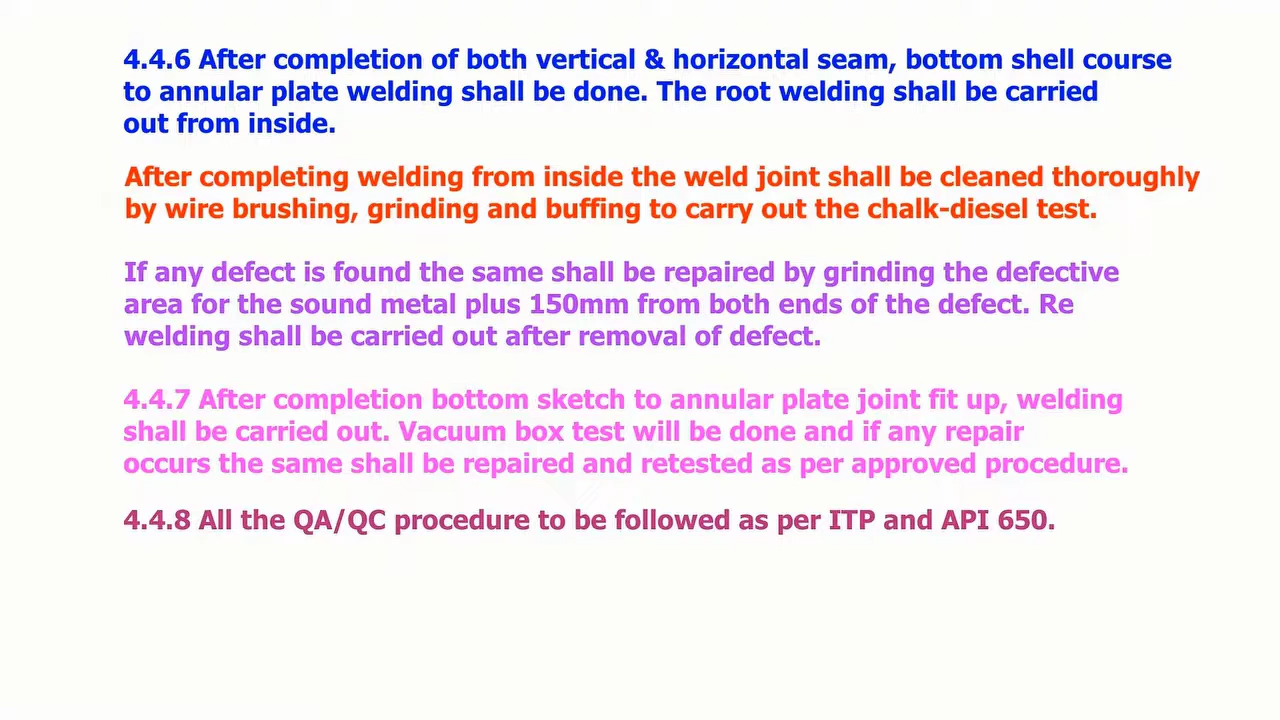 4.4.6 After completion of both vertical & horizontal seam, bottom shell course
to annular plate welding shall be done. The root welding shall be carried
out from inside.
After completing welding from inside the weld joint shall be cleaned thoroughly
by wire brushing, grinding and buffing to carry out the chalk-diesel test.
If any defect is found the same shall be repaired by grinding the defective
area for the sound metal plus 150mm from both ends of the defect. Re
welding shall be carried out after removal of defect.
4.4.7 After completion bottom sketch to annular plate joint fit up, welding
shall be carried out. Vacuum box test will be done and if any repair
occurs the same shall be repaired and retested as per approved procedure.
4.4.8 All the QA/QC procedure to be followed as per ITP and API 650.